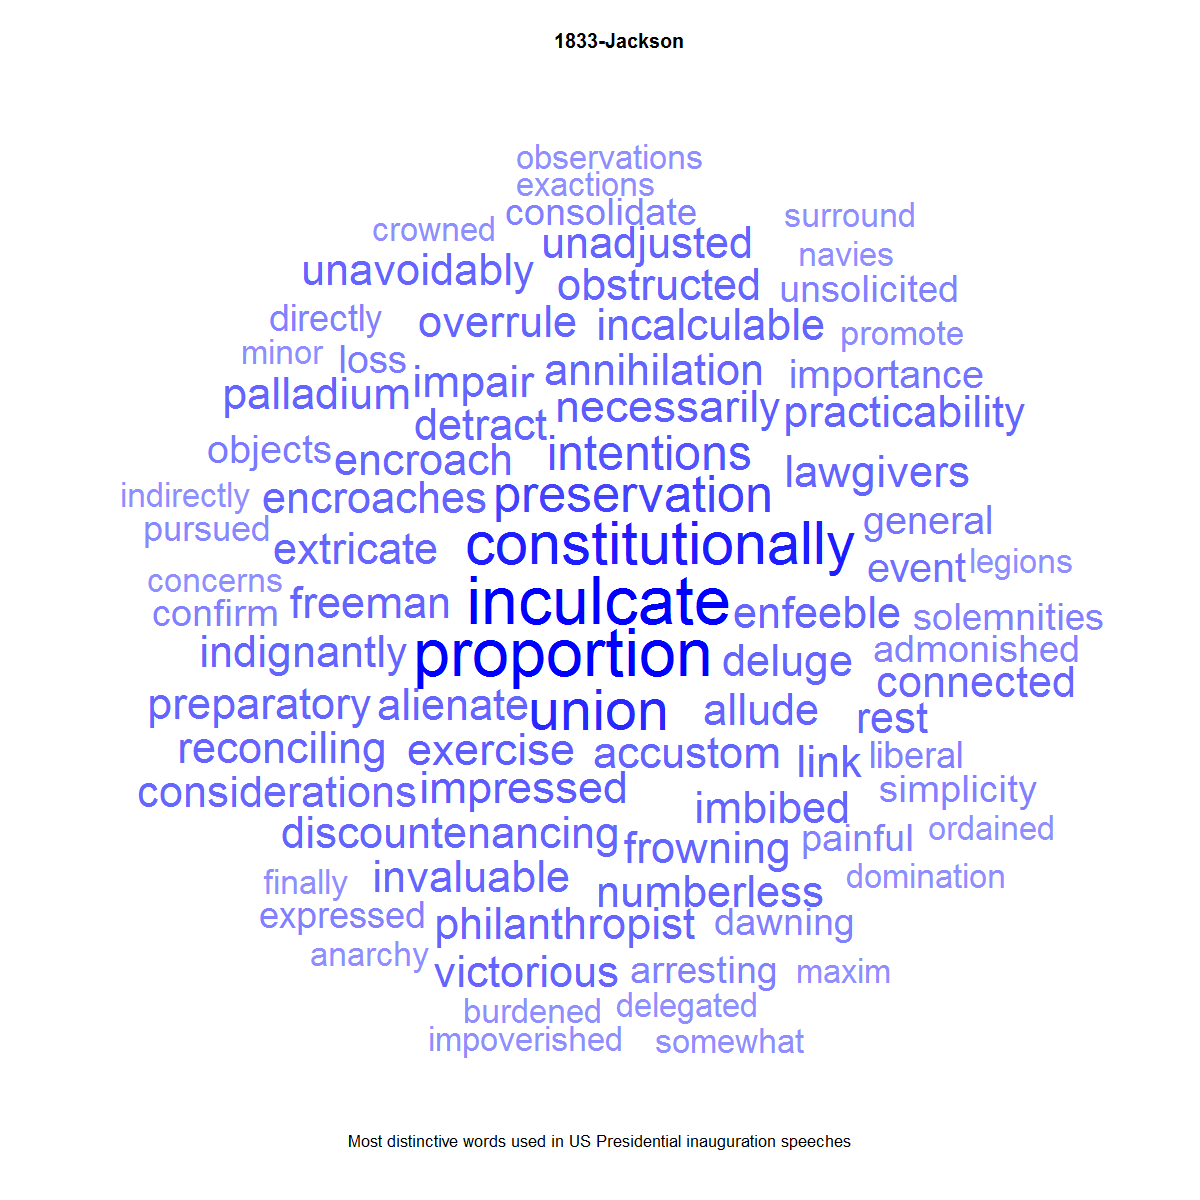 1833-Jackson
observations
exactions
consolidate
surround
crowned
unadjusted
navies
unavoidably
obstructed
unsolicited
directly
overrule
incalculable
promote
minor
loss
impair
annihilation
importance
palladium
detract
necessarily
practicability
objects
encroach
intentions
lawgivers
indirectly
encroaches
preservation
general
pursued
extricate
constitutionally
event
legions
concerns
confirm
freeman
inculcate
enfeeble
solemnities
indignantly
proportion
deluge
admonished
connected
preparatory
alienate
union
allude
rest
reconciling
exercise
accustom
link
liberal
considerations
impressed
imbibed
simplicity
discountenancing
frowning
painful
ordained
finally
invaluable
numberless
domination
expressed
philanthropist
dawning
anarchy
victorious
arresting
maxim
burdened
delegated
impoverished
somewhat
Most distinctive words used in US Presidential inauguration speeches